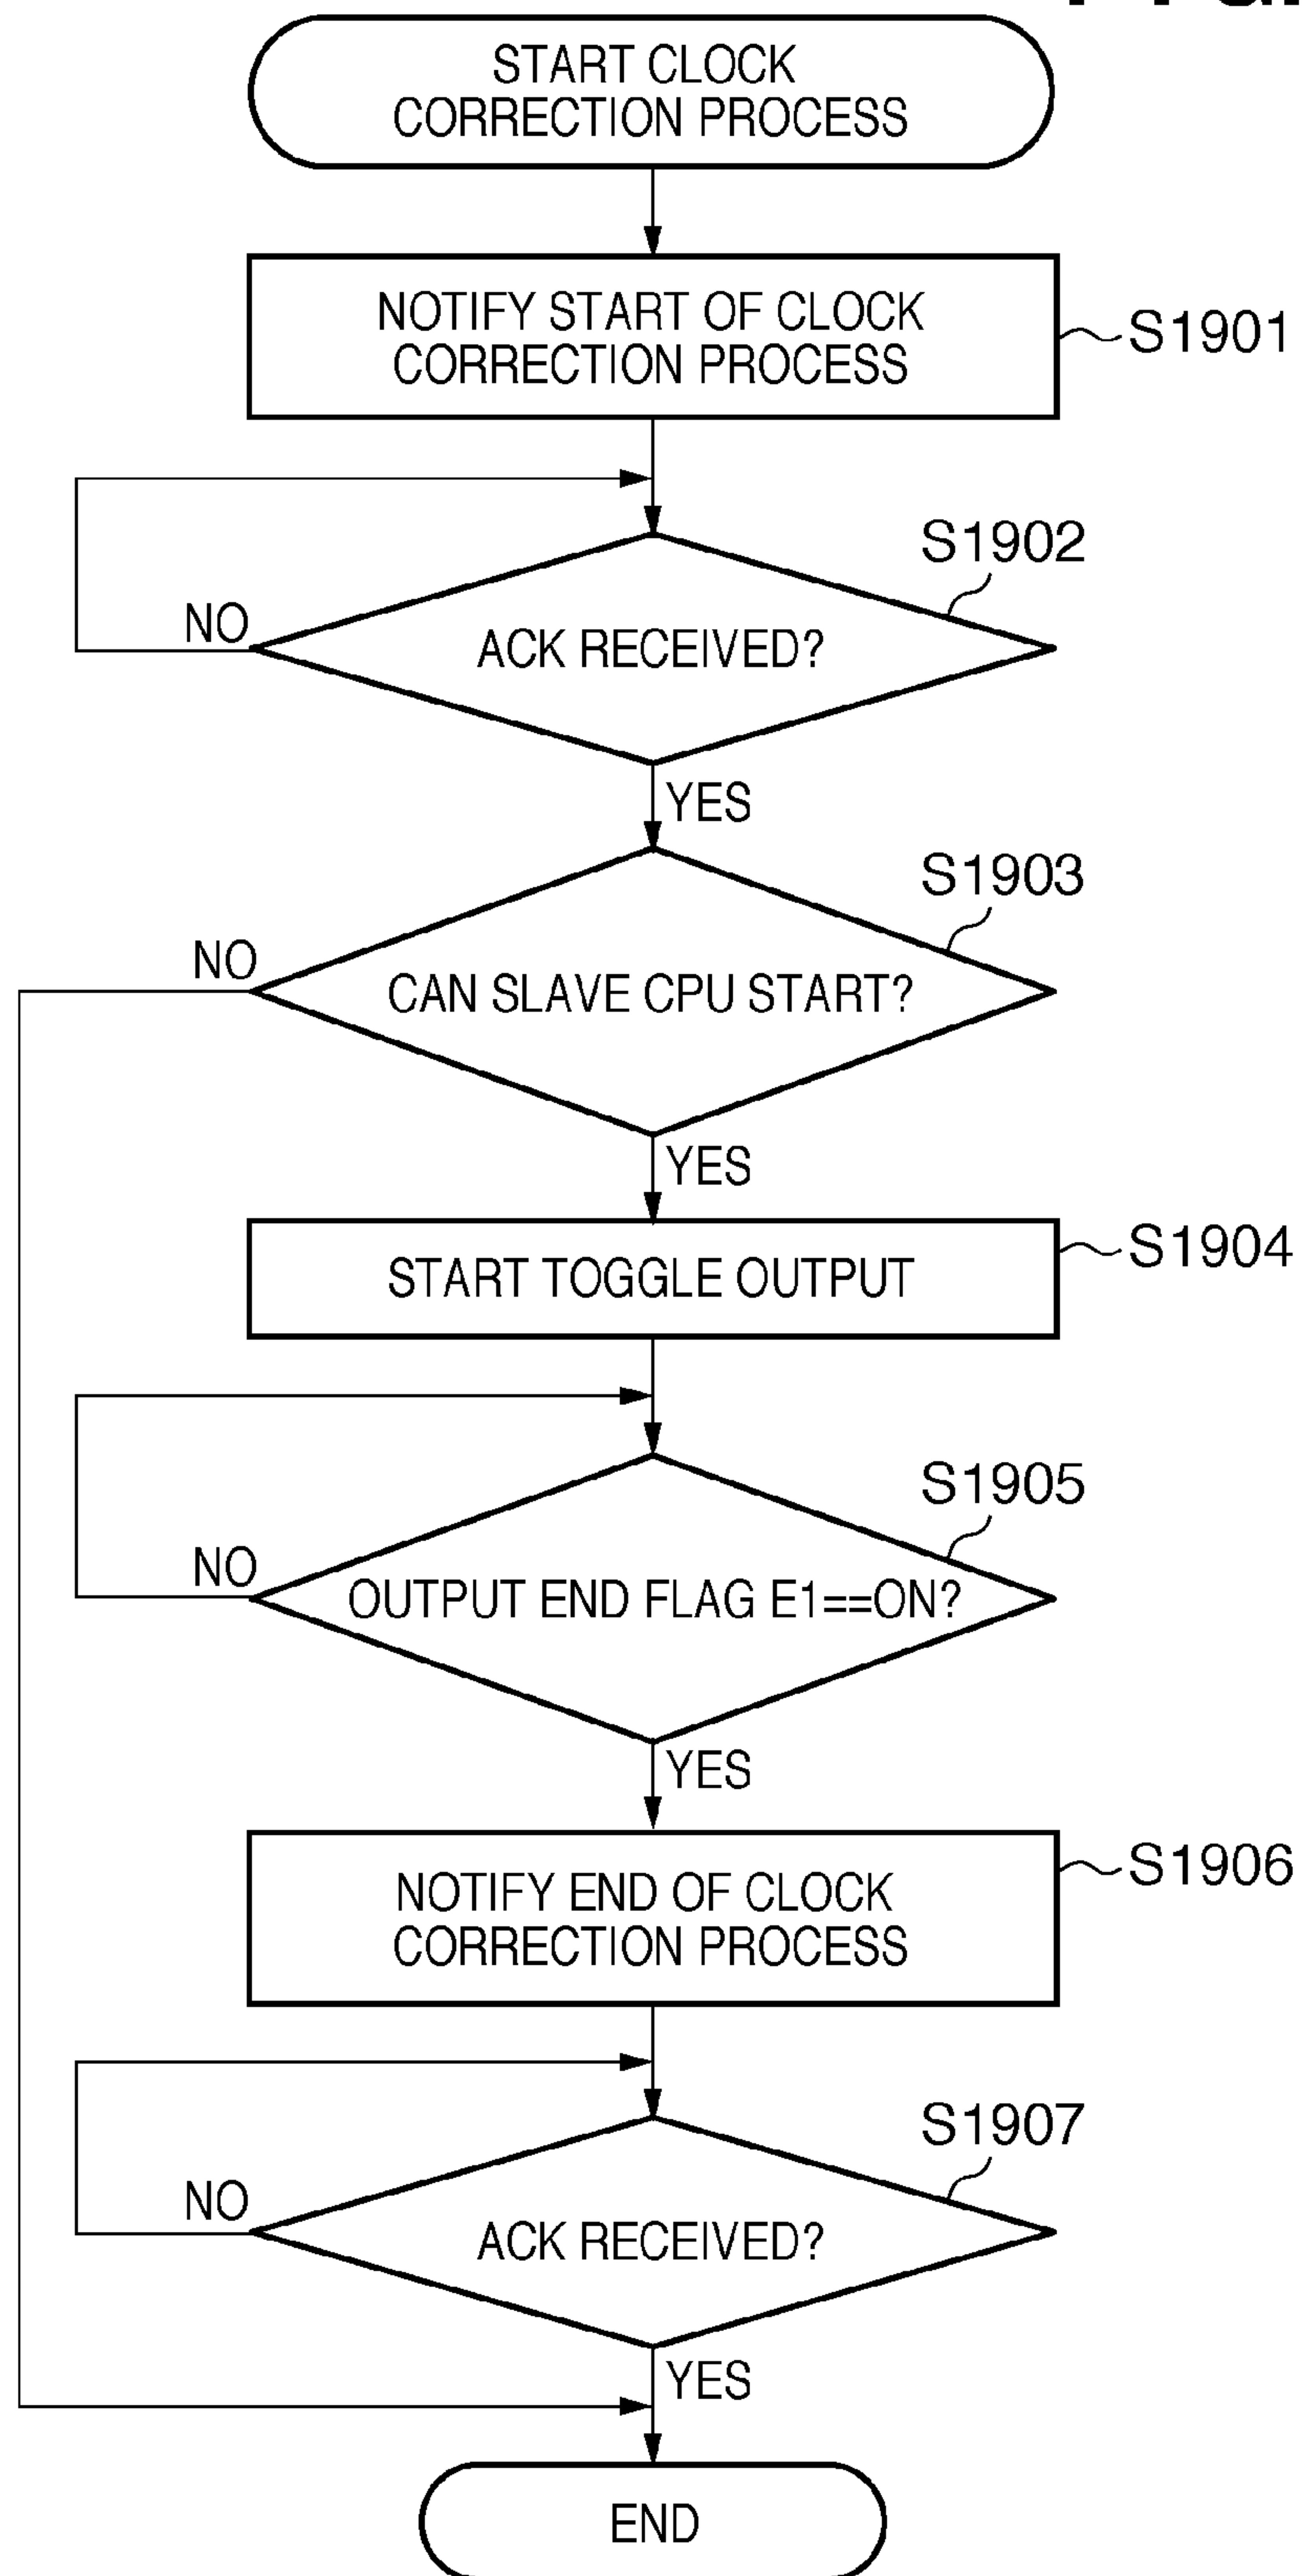 START CLOCK
CORRECTION PROCESS
NOTIFY START OF CLOCK
CORRECTION PROCESS
S1901
S1902
NO
ACK RECEIVED?
YES
S1903
NO
CAN SLAVE CPU START?
YES
START TOGGLE OUTPUT
S1904
S1905
NO
OUTPUT END FLAG E1==ON?
YES
NOTIFY END OF CLOCK
CORRECTION PROCESS
S1906
S1907
NO
ACK RECEIVED?
YES
END